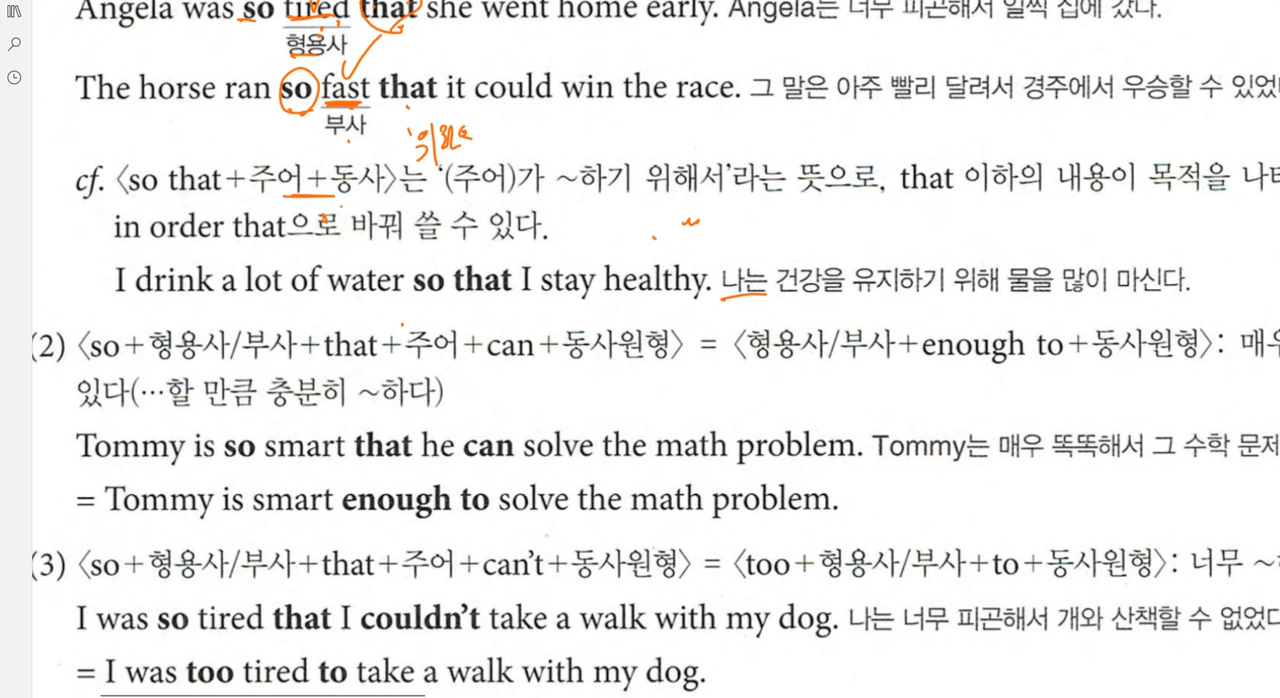 Angela was so tired that she went home early. Angela는 너무 피곤해서 일찍 집에 갔다.
형용사
The horse ran so fast that it could win the race. 그 말은 아주 빨리 달려서 경주에서 우승할 수 있었
부사
cf. 〈so that+주어+동사〉는 ‘(주어)가 ~하기 위해서’라는 뜻으로, that 이하의 내용이 목적을
in order that으로 바꿔 쓸 수 있다.
I drink a lot of water so that I stay healthy. 나는 건강을 유지하기 위해 물을 많이 마신다.
(2) 〈so+형용사/부사+that+주어+can+동사원형〉 = 〈형용사/부사+enough to+동사원형〉: 매우
있다(…할 만큼 충분히 ~하다)
Tommy is so smart that he can solve the math problem. Tommy는 매우 똑똑해서 그 수학 문제
= Tommy is smart enough to solve the math problem.
(3) 〈so+형용사/부사+that+주어+can’t+동사원형〉 = 〈too+형용사/부사+to+동사원형〉: 너무 ~
I was so tired that I couldn’t take a walk with my dog. 나는 너무 피곤해서 개와 산책할 수 없었다
= I was too tired to take a walk with my dog.